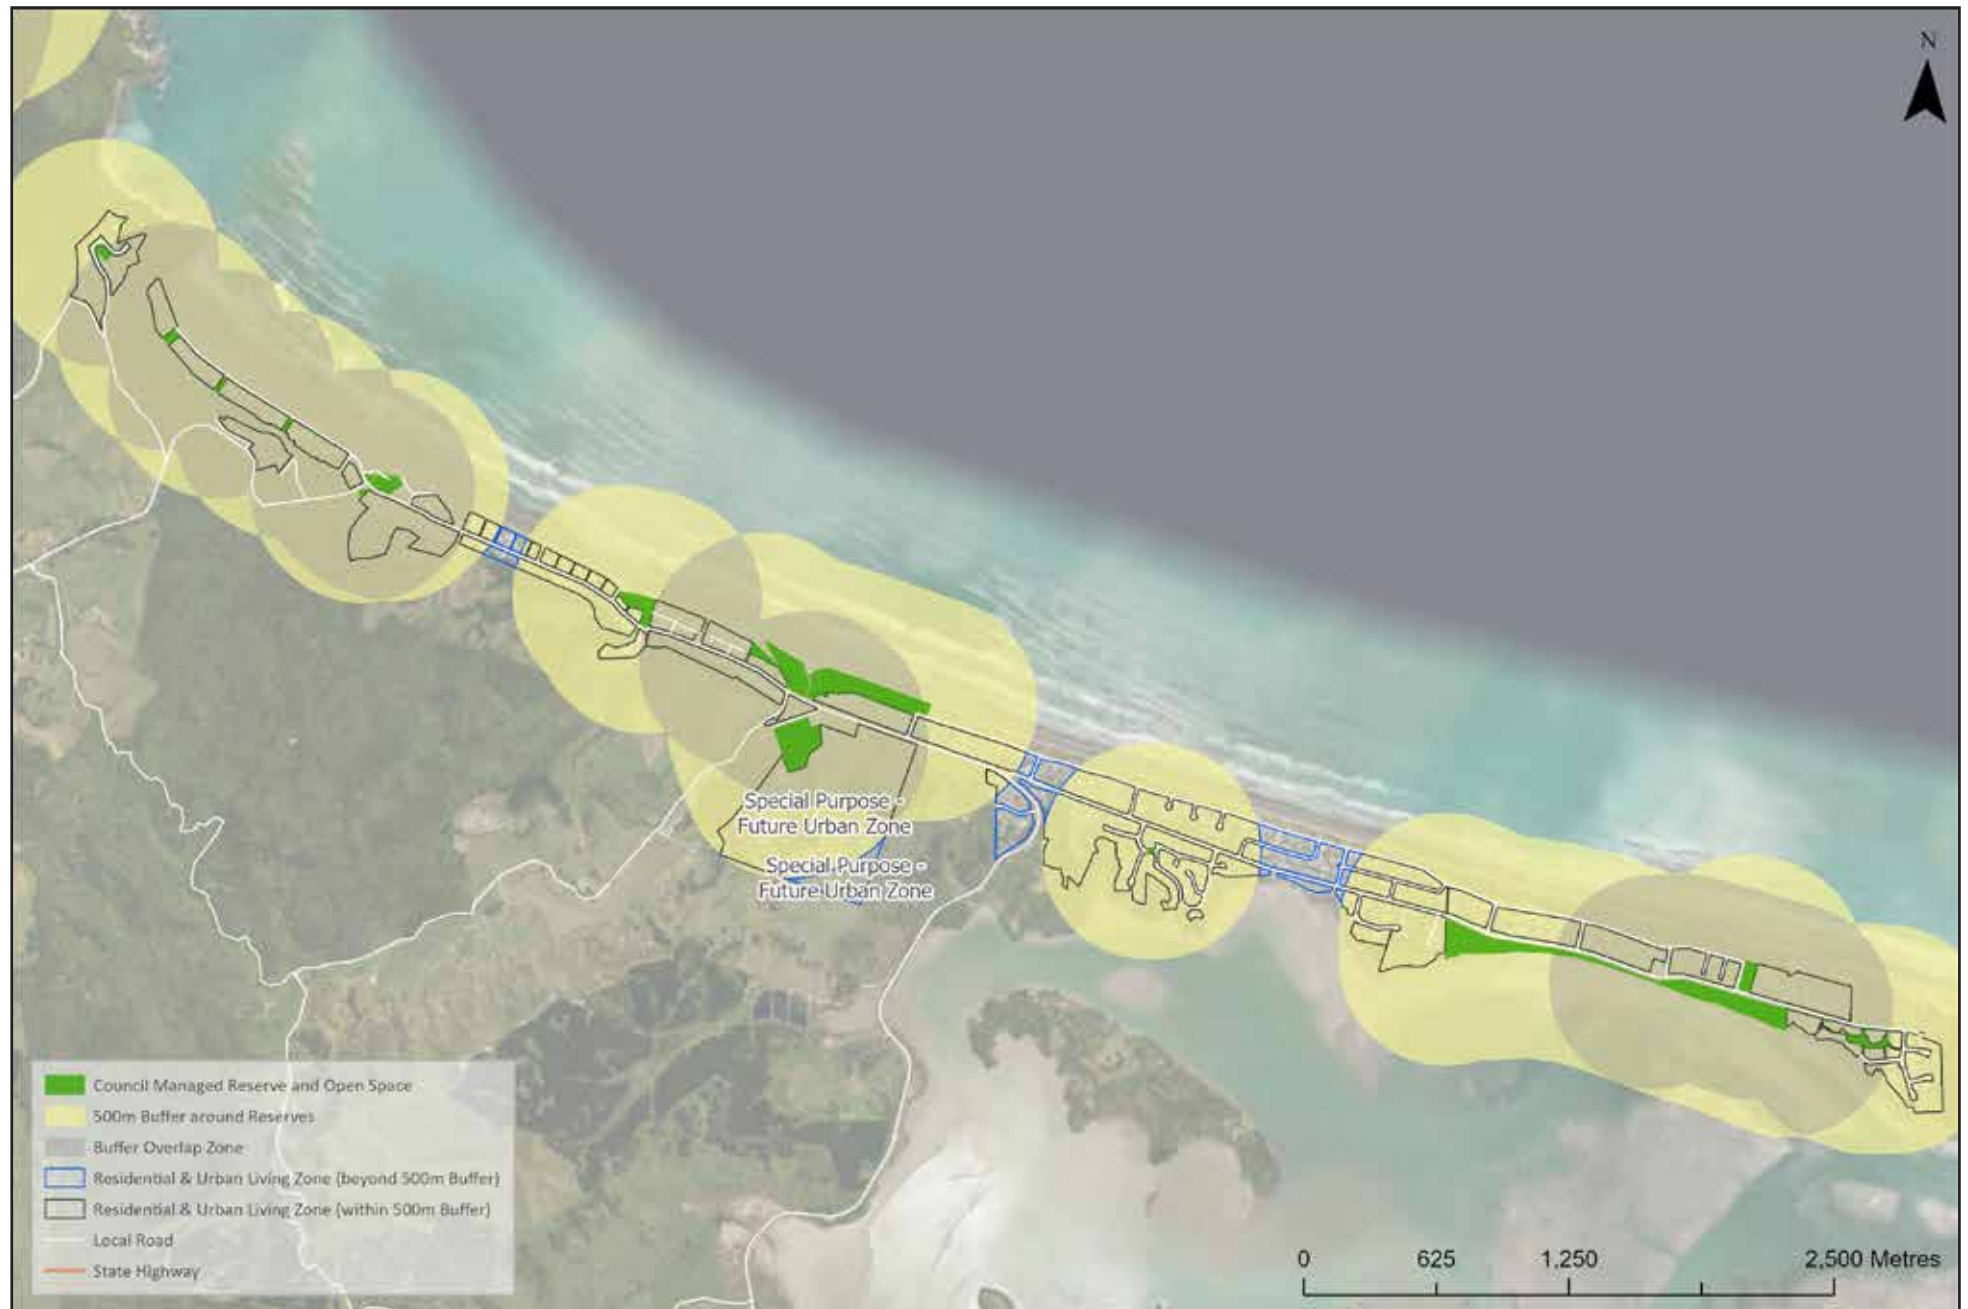 N
Special Purpose -
Future Urban Zone
Special Purpose -
Future Urban Zone
Council Managed Reserve and Open Space
500m Buffer around Reserves
Buffer Overlap Zone
Residential & Urban Living Zone (beyond 500m Buffer)
Residential & Urban Living Zone (within 500m Buffer)
Local Road
State Highway
0 625 1,250 2,500 Metres